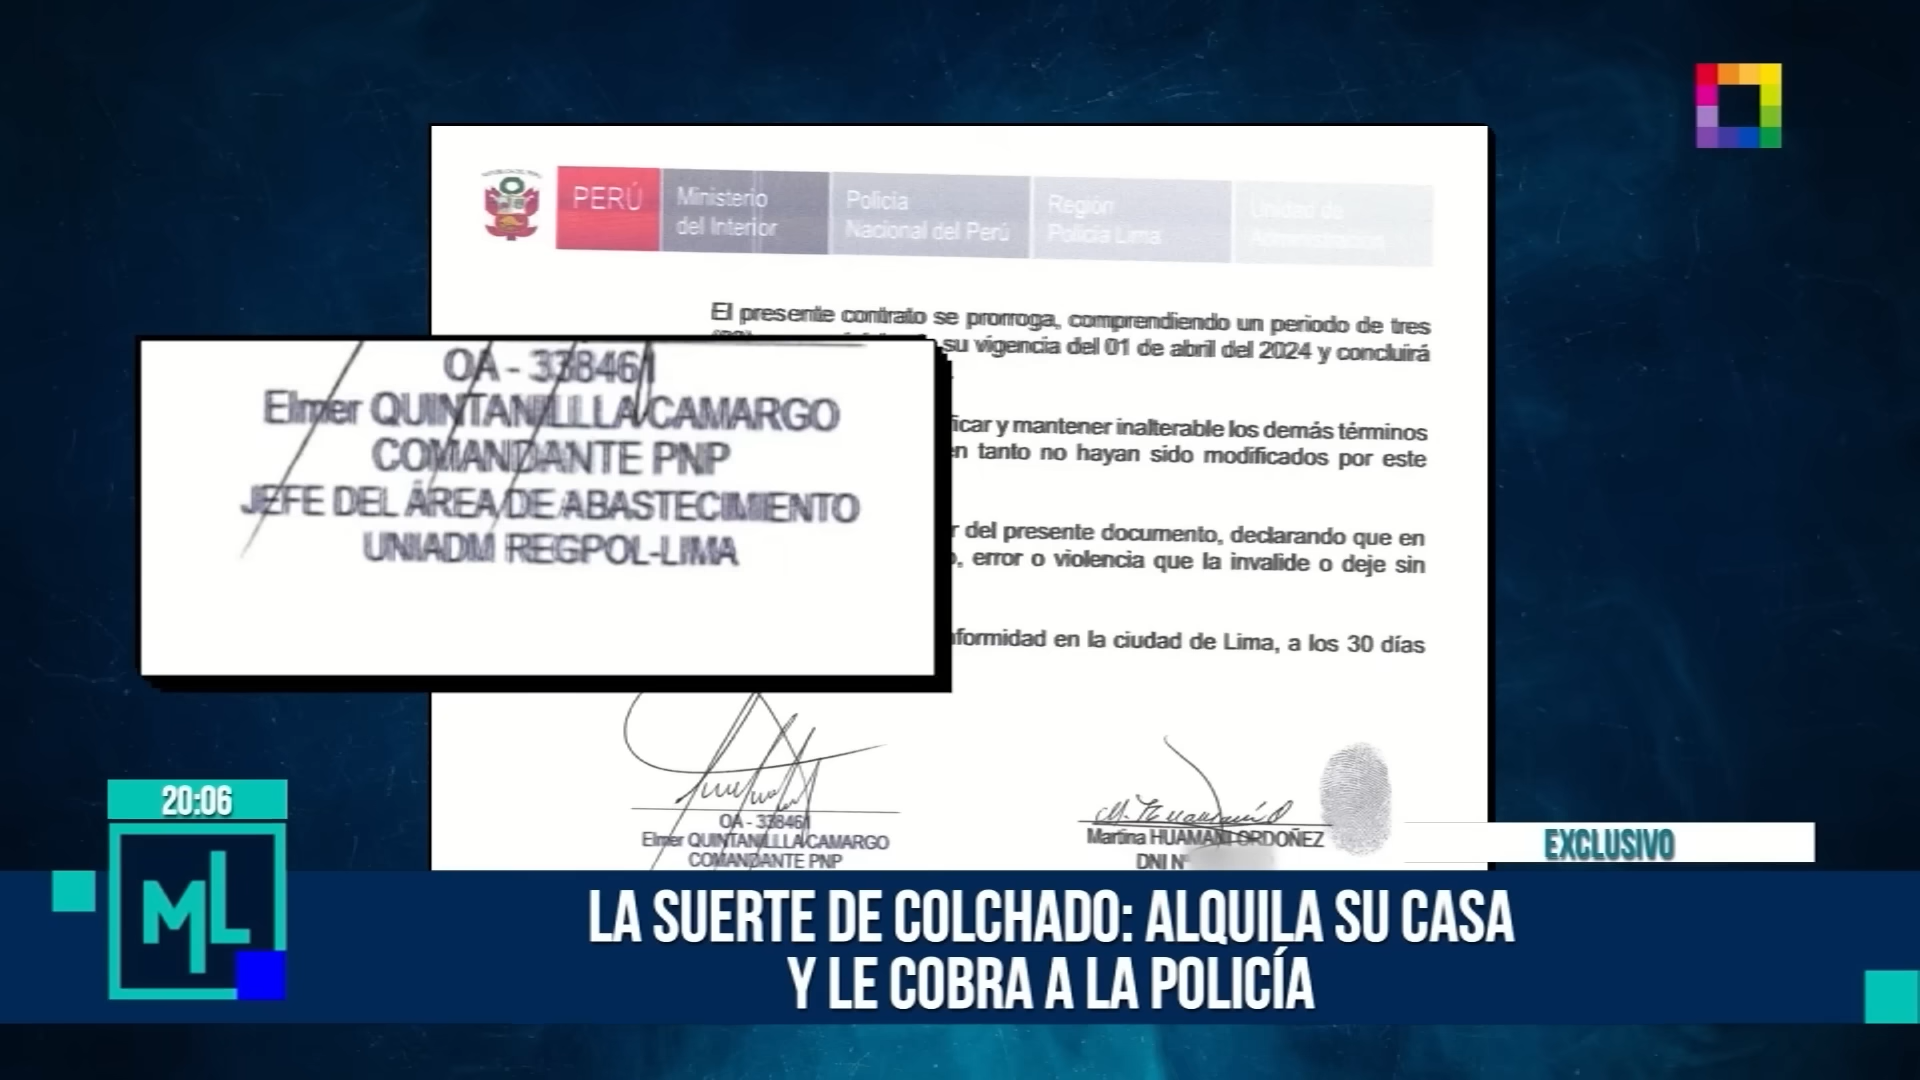 PERÚ
Ministerio
del Interior
Policía
Nacional del Perú
Región
Policía Lima
Unidad de
Administración
El presente contrato se prorroga, comprendiendo un periodo de tres
su vigencia del 01 de abril del 2024 y concluirá
ficar y mantener inalterable los demás términos
en tanto no hayan sido modificados por este
r del presente documento, declarando que en
, error o violencia que la invalide o deje sin
nformidad en la ciudad de Lima, a los 30 días
OA - 338461
Elmer QUINTANILLLA CAMARGO
COMANDANTE PNP
JEFE DEL ÁREA DE ABASTECIMIENTO
UNIADM REGPOL-LIMA
OA - 338461
Elmer QUINTANILLLA CAMARGO
COMANDANTE PNP
Martina HUAMANI ORDOÑEZ
DNI N°
20:06
ML
EXCLUSIVO
LA SUERTE DE COLCHADO: ALQUILA SU CASA
Y LE COBRA A LA POLICÍA